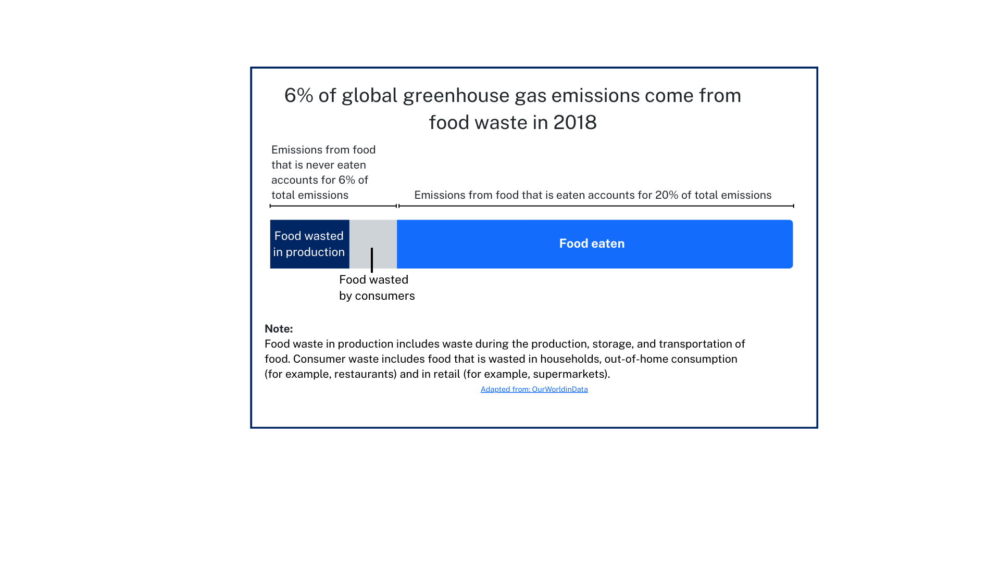 6% of global greenhouse gas emissions come from
food waste in 2018
Emissions from food
that is never eaten
accounts for 6% of
total emissions
Emissions from food that is eaten accounts for 20% of total emissions
Food wasted
in production
Food eaten
Food wasted
by consumers
Note:
Food waste in production includes waste during the production, storage, and transportation of
food. Consumer waste includes food that is wasted in households, out-of-home consumption
(for example, restaurants) and in retail (for example, supermarkets).
Adapted from: OurWorldinData